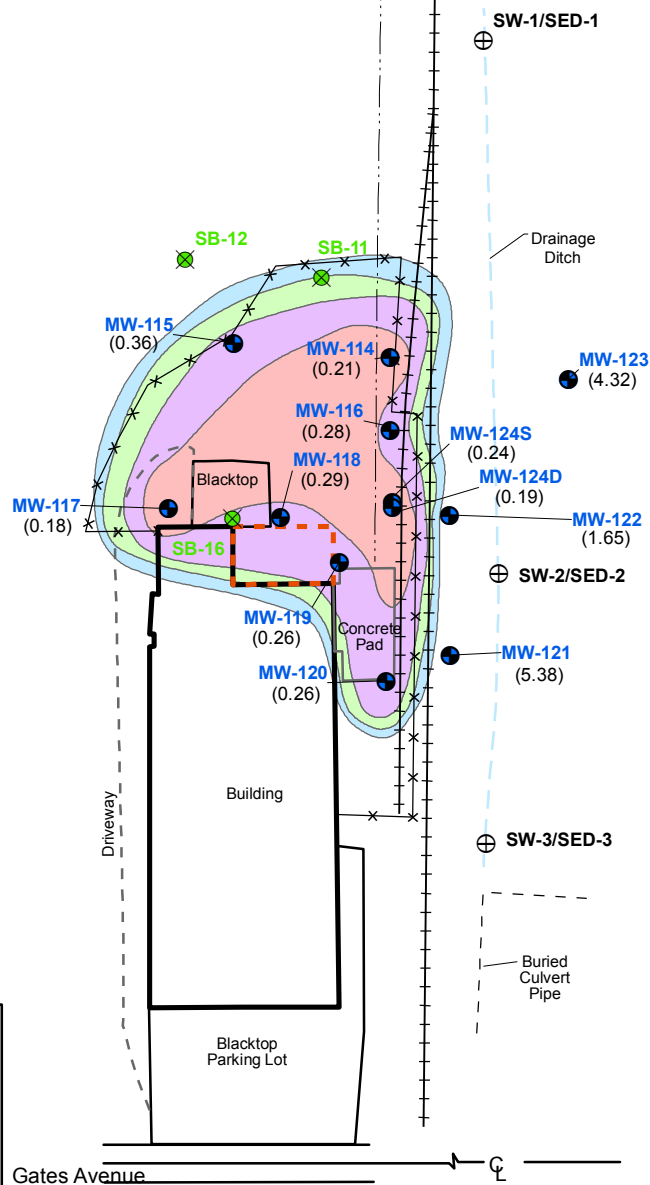 SW-1/SED-1
SB-12
SB-11
Drainage
Ditch
MW-115
(0.36)
MW-114
(0.21)
MW-123
(4.32)
MW-116
(0.28)
MW-124S
(0.24)
MW-118
(0.29)
Blacktop
MW-124D
(0.19)
MW-117
(0.18)
MW-122
(1.65)
SB-16
SW-2/SED-2
MW-119
(0.26)
Concrete
Pad
MW-121
(5.38)
MW-120
(0.26)
Building
Driveway
SW-3/SED-3
Buried
Culvert
Pipe
Blacktop
Parking Lot
Gates Avenue
CL